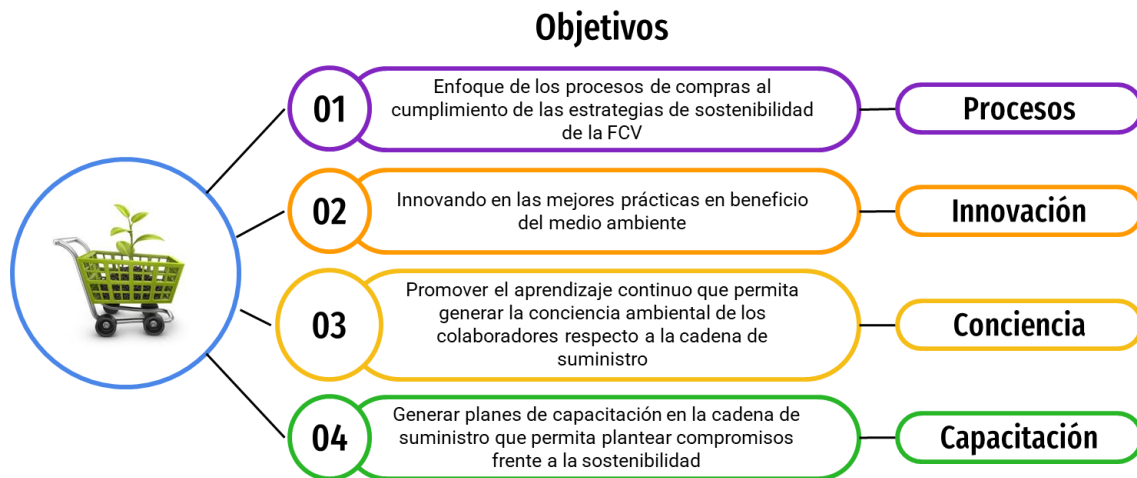 Objetivos
01
Enfoque de los procesos de compras al
cumplimiento de las estrategias de sostenibilidad
de la FCV
Procesos
02
Innovando en las mejores prácticas en beneficio
del medio ambiente
Innovación
03
Promover el aprendizaje continuo que permita
generar la conciencia ambiental de los
colaboradores respecto a la cadena de
suministro
Conciencia
04
Generar planes de capacitación en la cadena de
suministro que permita plantear compromisos
frente a la sostenibilidad
Capacitación